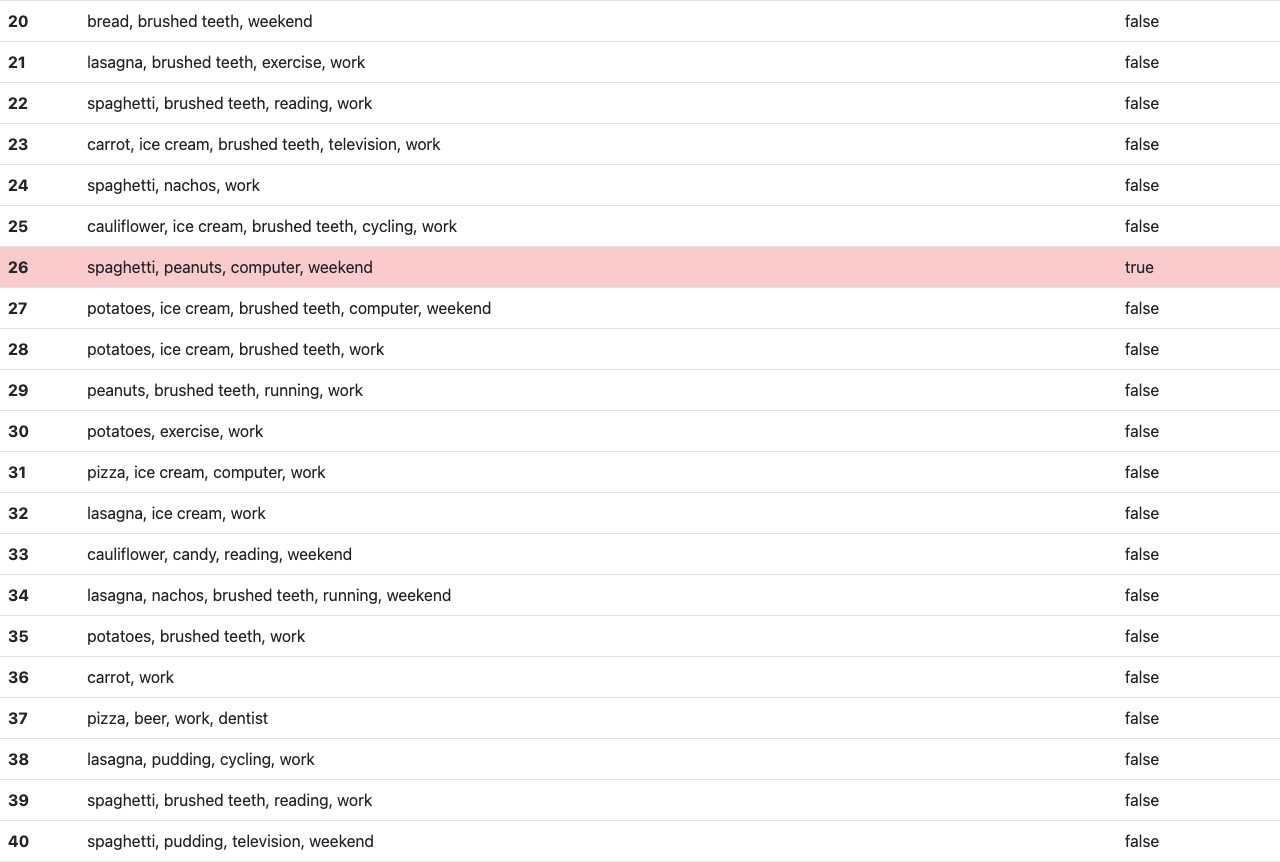 20 bread, brushed teeth, weekend false
21 lasagna, brushed teeth, exercise, work false
22 spaghetti, brushed teeth, reading, work false
23 carrot, ice cream, brushed teeth, television, work false
24 spaghetti, nachos, work false
25 cauliflower, ice cream, brushed teeth, cycling, work false
26 spaghetti, peanuts, computer, weekend true
27 potatoes, ice cream, brushed teeth, computer, weekend false
28 potatoes, ice cream, brushed teeth, work false
29 peanuts, brushed teeth, running, work false
30 potatoes, exercise, work false
31 pizza, ice cream, computer, work false
32 lasagna, ice cream, work false
33 cauliflower, candy, reading, weekend false
34 lasagna, nachos, brushed teeth, running, weekend false
35 potatoes, brushed teeth, work false
36 carrot, work false
37 pizza, beer, work, dentist false
38 lasagna, pudding, cycling, work false
39 spaghetti, brushed teeth, reading, work false
40 spaghetti, pudding, television, weekend false